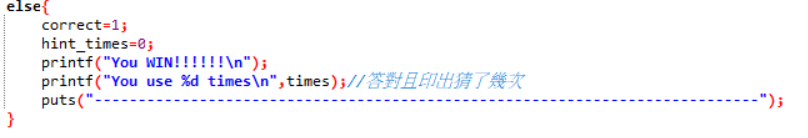 else{
    correct=1;
    hint_times=0;
    printf("You WIN!!!!!!\n");
    printf("You use %d times\n",times);//答對且印出猜了幾次
    puts("----------------------------------------------------------------------------");
}